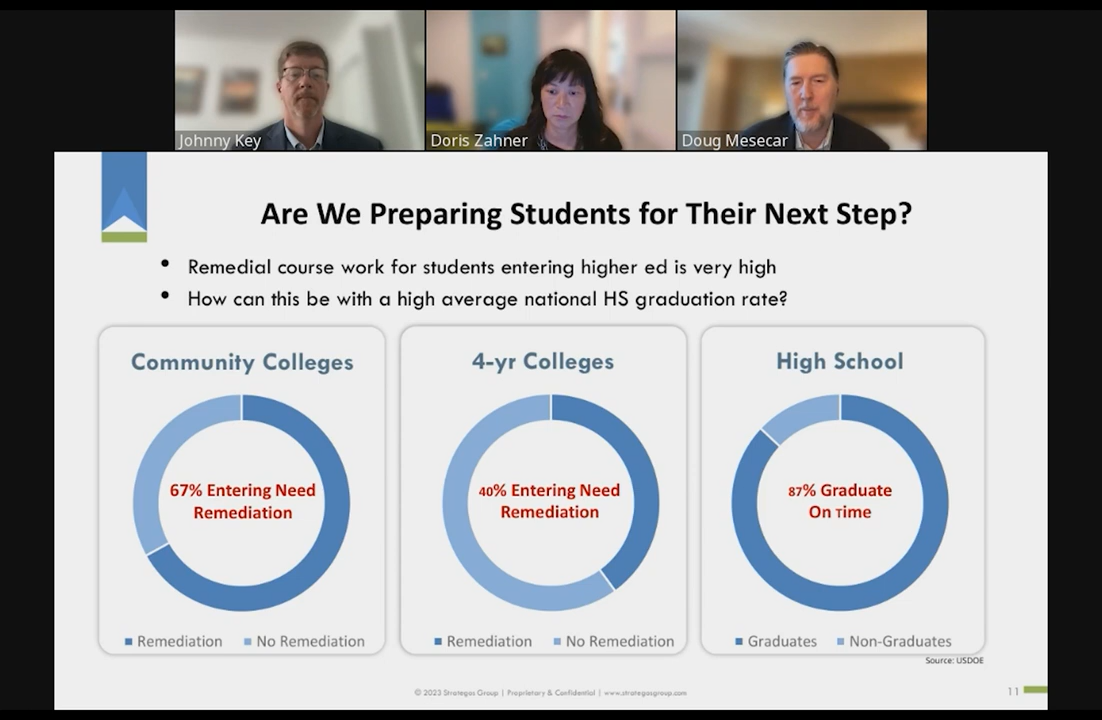 Johnny Key
Doris Zahner
Doug Mesecar
Are We Preparing Students for Their Next Step?
• Remedial course work for students entering higher ed is very high
• How can this be with a high average national HS graduation rate?
Community Colleges
67% Entering Need
Remediation
Remediation No Remediation
4-yr Colleges
40% Entering Need
Remediation
Remediation No Remediation
High School
87% Graduate
On Time
Graduates Non-Graduates
Source: USDOE
© 2023 Strategos Group | Proprietary & Confidential | www.strategosgroup.com
11